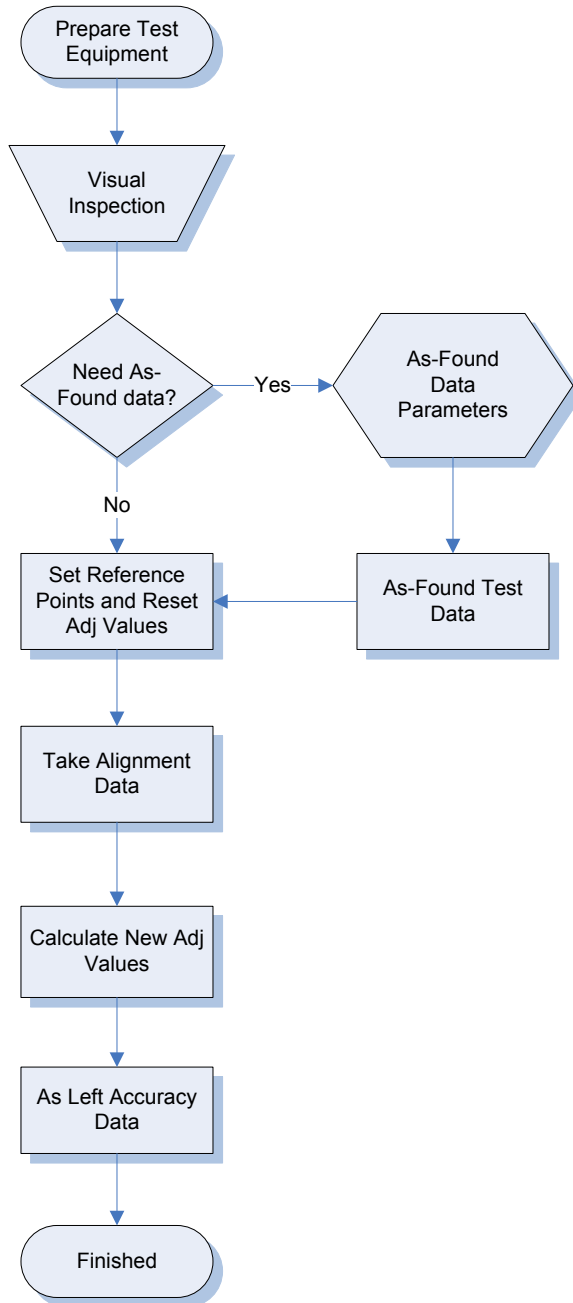 Prepare Test
Equipment
Visual
Inspection
Need As-
Found data?
Yes
As-Found
Data
Parameters
No
Set Reference
Points and Reset
Adj Values
As-Found Test
Data
Take Alignment
Data
Calculate New Adj
Values
As Left Accuracy
Data
Finished